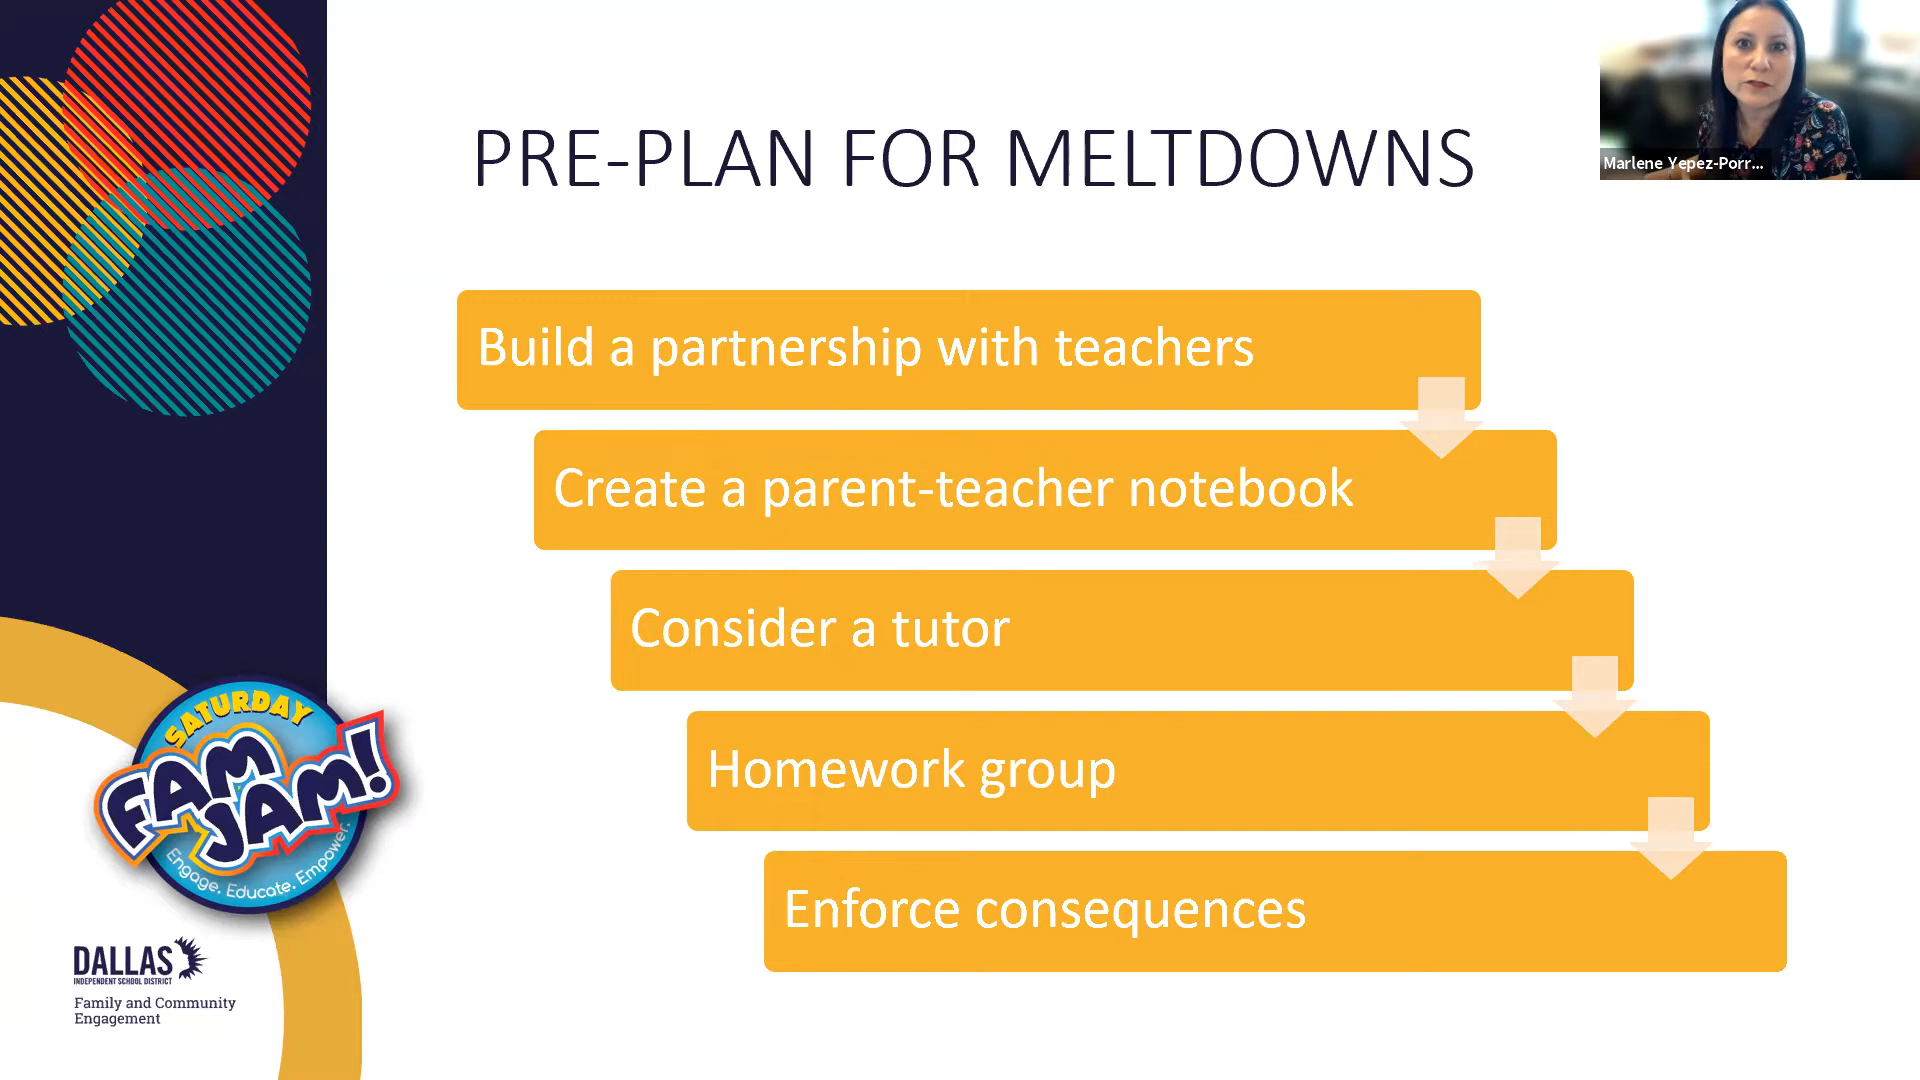 PRE-PLAN FOR MELTDOWNS
Marlene Yepez-Porr...
Build a partnership with teachers
Create a parent-teacher notebook
Consider a tutor
Homework group
Enforce consequences
SATURDAY
FAM
JAM!
Engage. Educate. Empower.
DALLAS
INDEPENDENT SCHOOL DISTRICT
Family and Community
Engagement